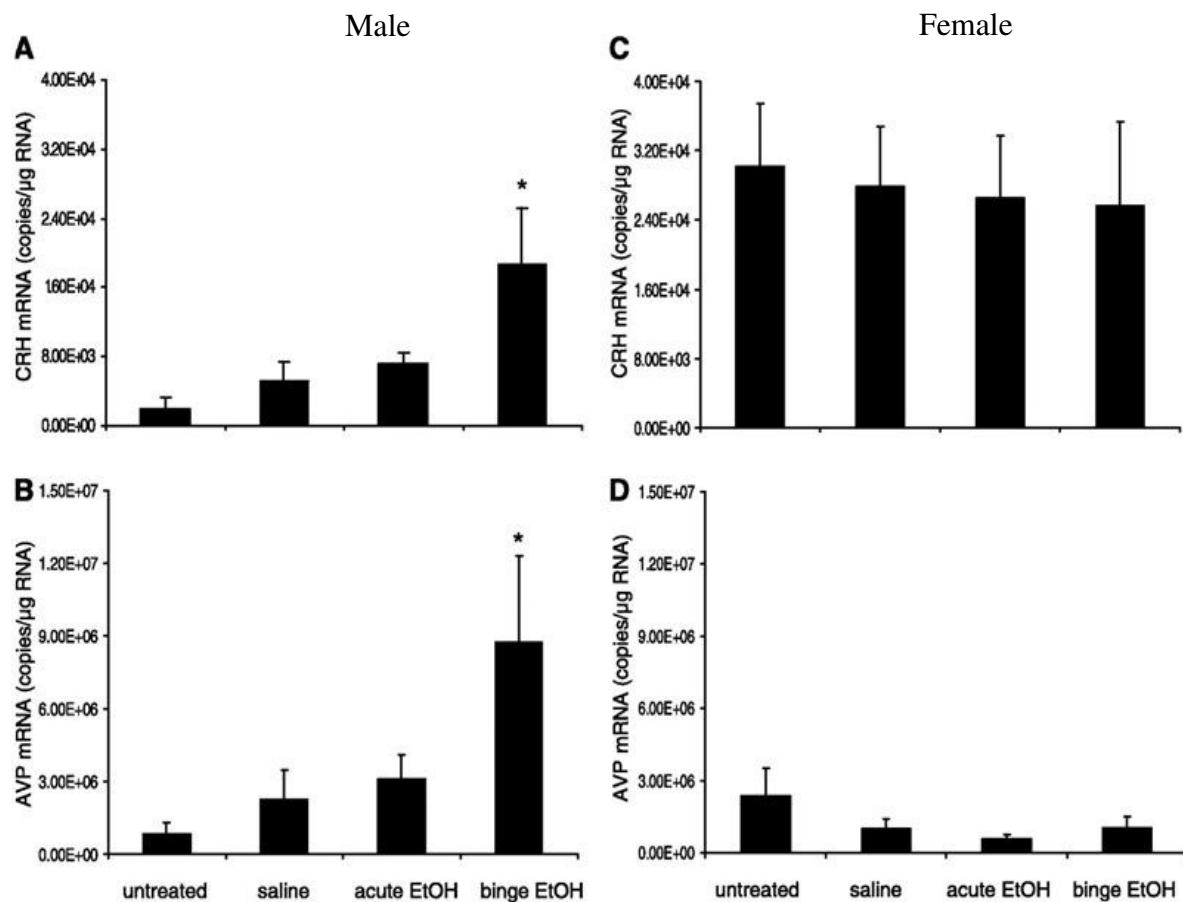 Male
Female
A
CRH mRNA (copies/µg RNA)
4.00E+04
3.20E+04
2.40E+04
1.60E+04
8.00E+03
0.00E+00
*
C
CRH mRNA (copies/µg RNA)
4.00E+04
3.20E+04
2.40E+04
1.60E+04
8.00E+03
0.00E+00
B
AVP mRNA (copies/µg RNA)
1.50E+07
1.20E+07
9.00E+06
6.00E+06
3.00E+06
0.00E+00
*
untreated saline acute EtOH binge EtOH
D
AVP mRNA (copies/µg RNA)
1.50E+07
1.20E+07
9.00E+06
6.00E+06
3.00E+06
0.00E+00
untreated saline acute EtOH binge EtOH